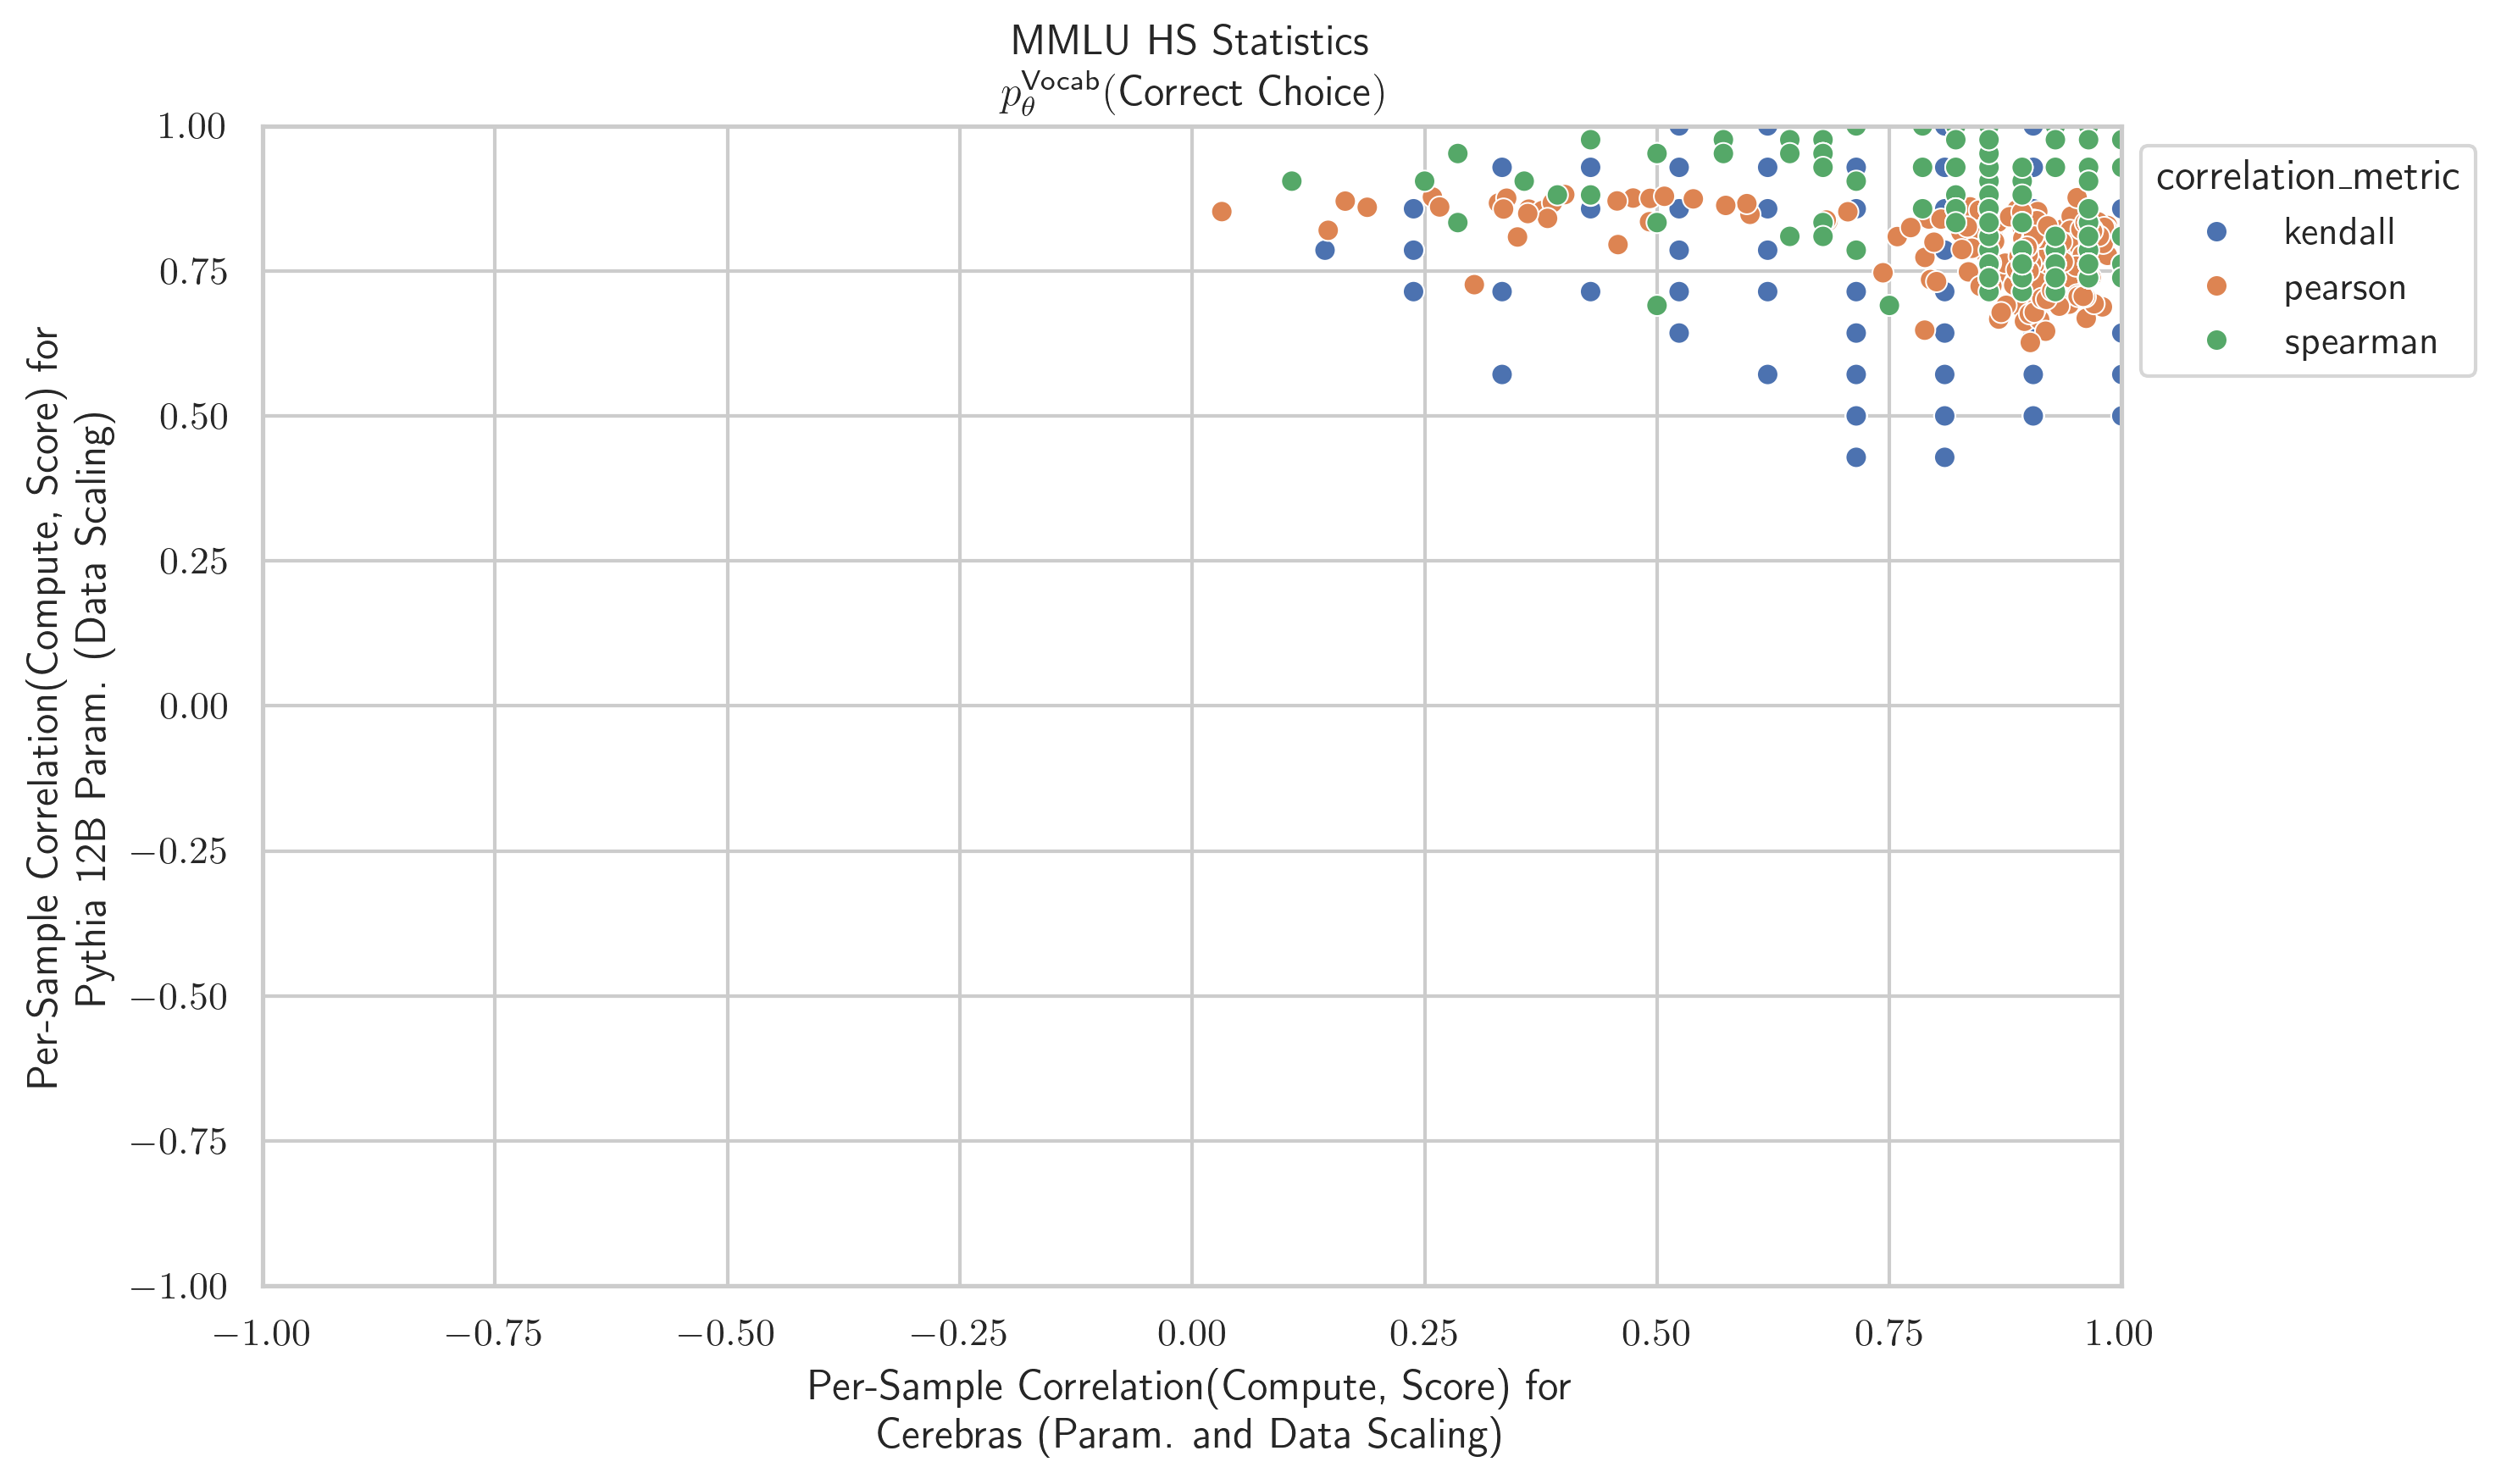 MMLU HS Statistics
p_θ^Vocab(Correct Choice)
1.00
0.75
0.50
0.25
0.00
−0.25
−0.50
−0.75
−1.00
Per-Sample Correlation(Compute, Score) for
Pythia 12B Param. (Data Scaling)
−1.00 −0.75 −0.50 −0.25 0.00 0.25 0.50 0.75 1.00
Per-Sample Correlation(Compute, Score) for
Cerebras (Param. and Data Scaling)
correlation_metric
kendall
pearson
spearman